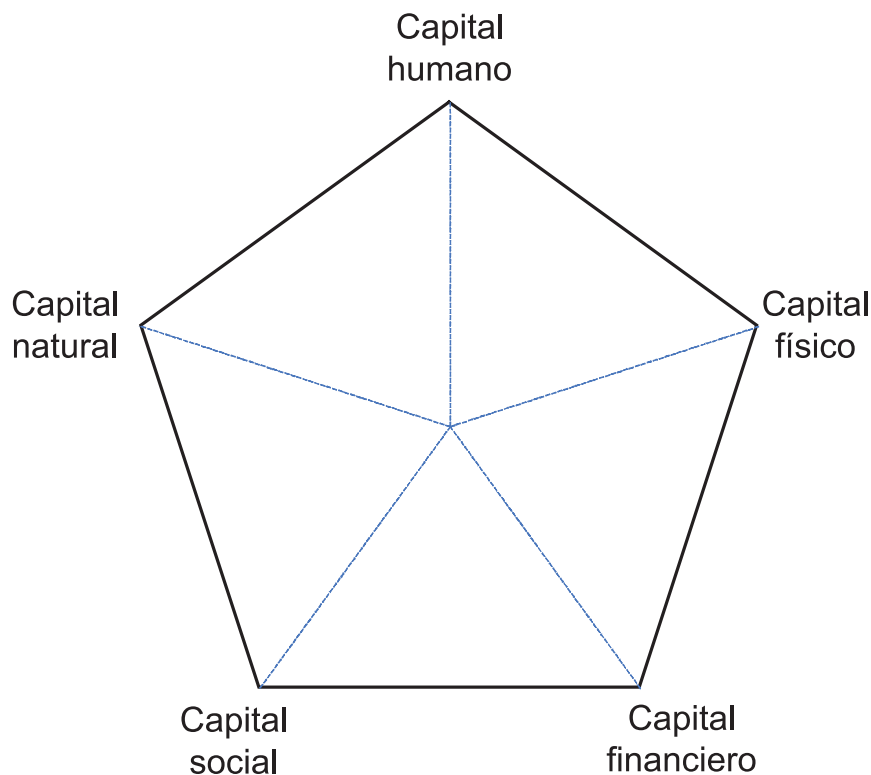 Capital
humano
Capital
natural
Capital
físico
Capital
social
Capital
financiero